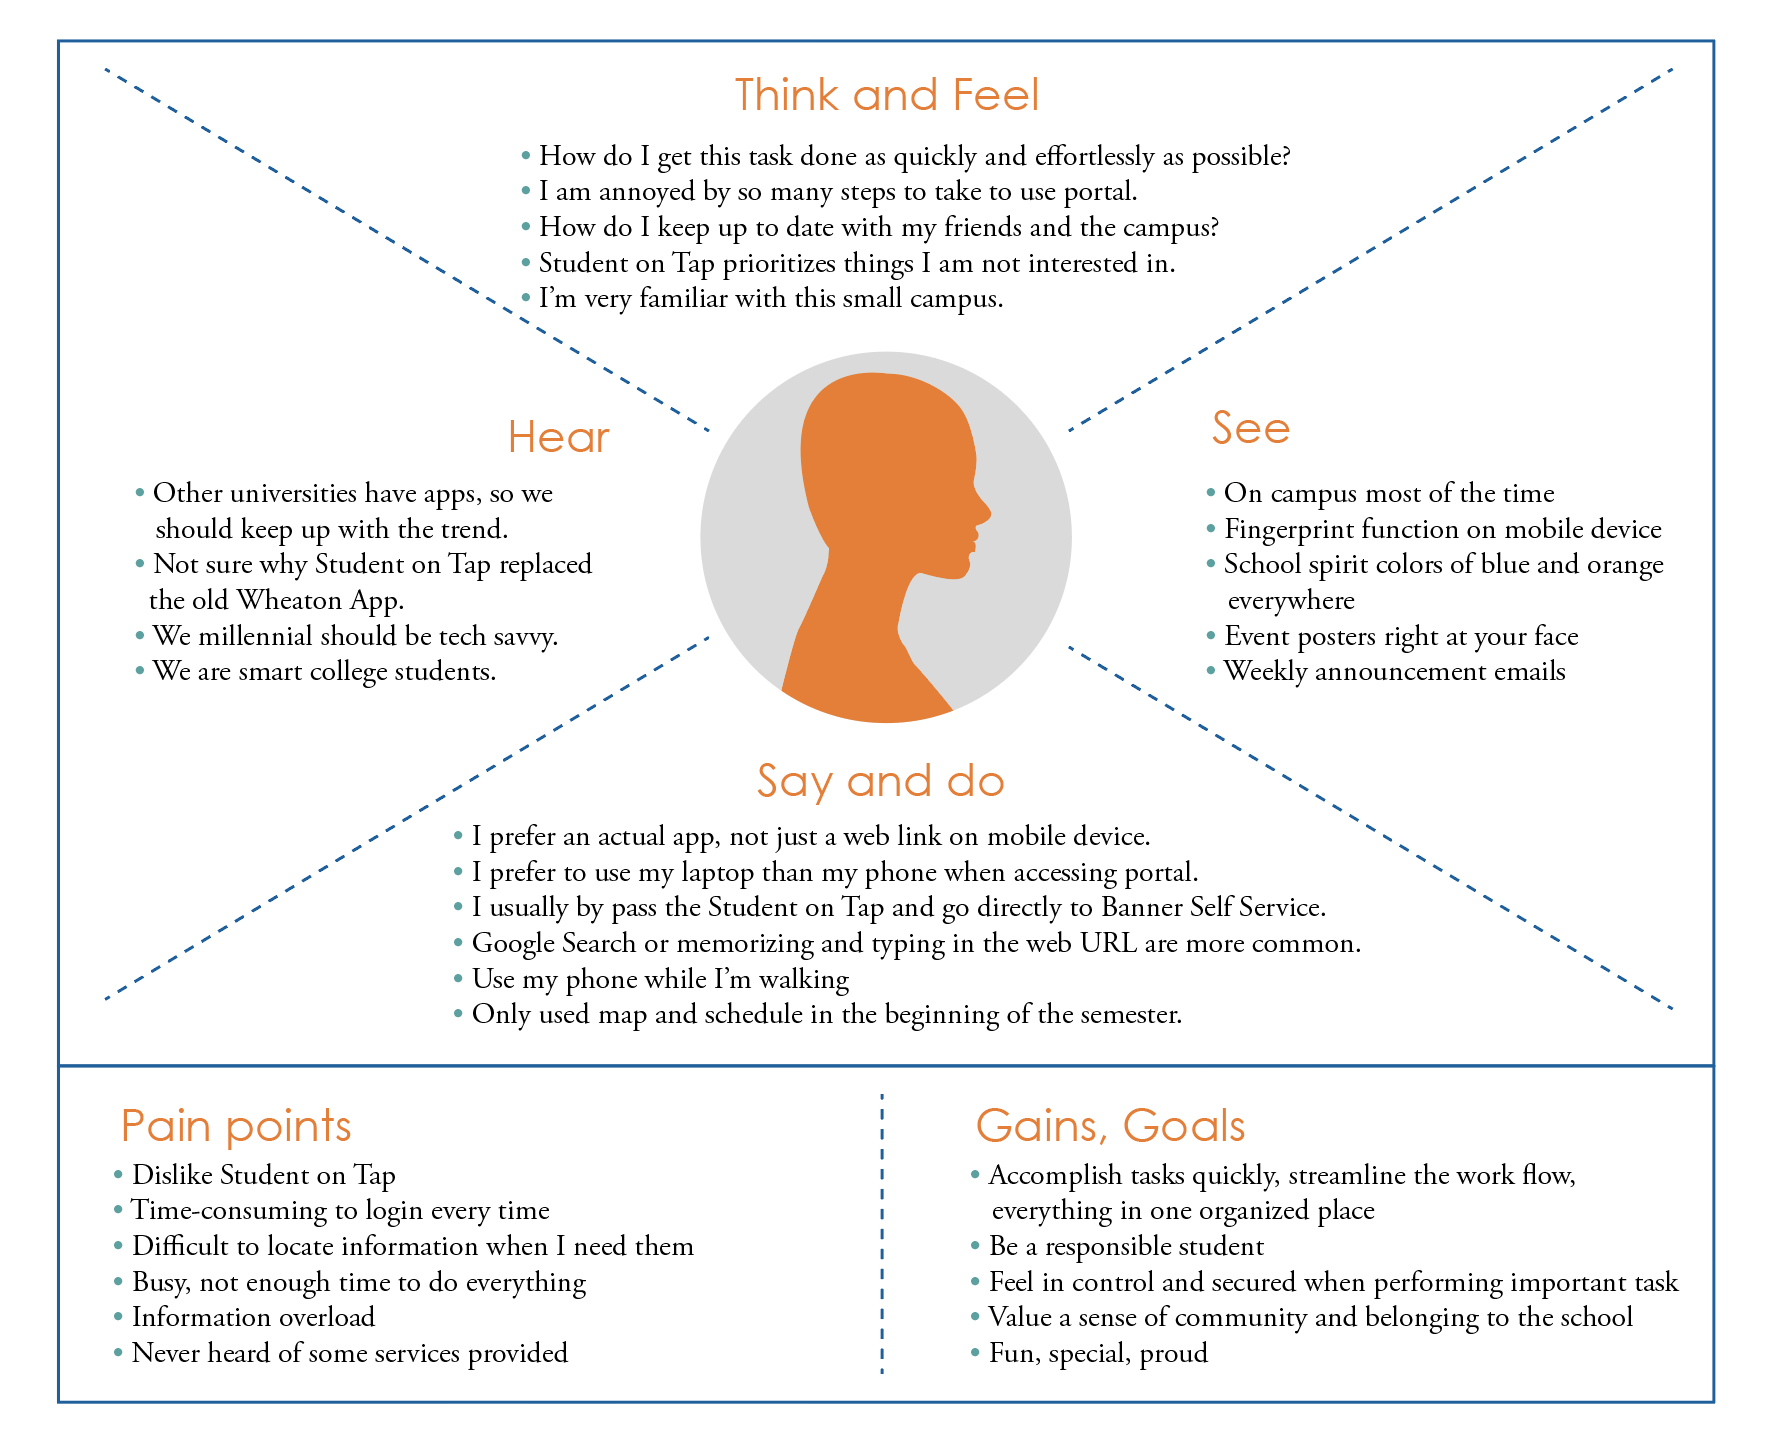 Think and Feel
• How do I get this task done as quickly and effortlessly as possible?
• I am annoyed by so many steps to take to use portal.
• How do I keep up to date with my friends and the campus?
• Student on Tap prioritizes things I am not interested in.
• I’m very familiar with this small campus.
Hear
• Other universities have apps, so we
should keep up with the trend.
• Not sure why Student on Tap replaced
the old Wheaton App.
• We millennial should be tech savvy.
• We are smart college students.
See
• On campus most of the time
• Fingerprint function on mobile device
• School spirit colors of blue and orange
everywhere
• Event posters right at your face
• Weekly announcement emails
Say and do
• I prefer an actual app, not just a web link on mobile device.
• I prefer to use my laptop than my phone when accessing portal.
• I usually by pass the Student on Tap and go directly to Banner Self Service.
• Google Search or memorizing and typing in the web URL are more common.
• Use my phone while I’m walking
• Only used map and schedule in the beginning of the semester.
Pain points
• Dislike Student on Tap
• Time-consuming to login every time
• Difficult to locate information when I need them
• Busy, not enough time to do everything
• Information overload
• Never heard of some services provided
Gains, Goals
• Accomplish tasks quickly, streamline the work flow,
everything in one organized place
• Be a responsible student
• Feel in control and secured when performing important task
• Value a sense of community and belonging to the school
• Fun, special, proud